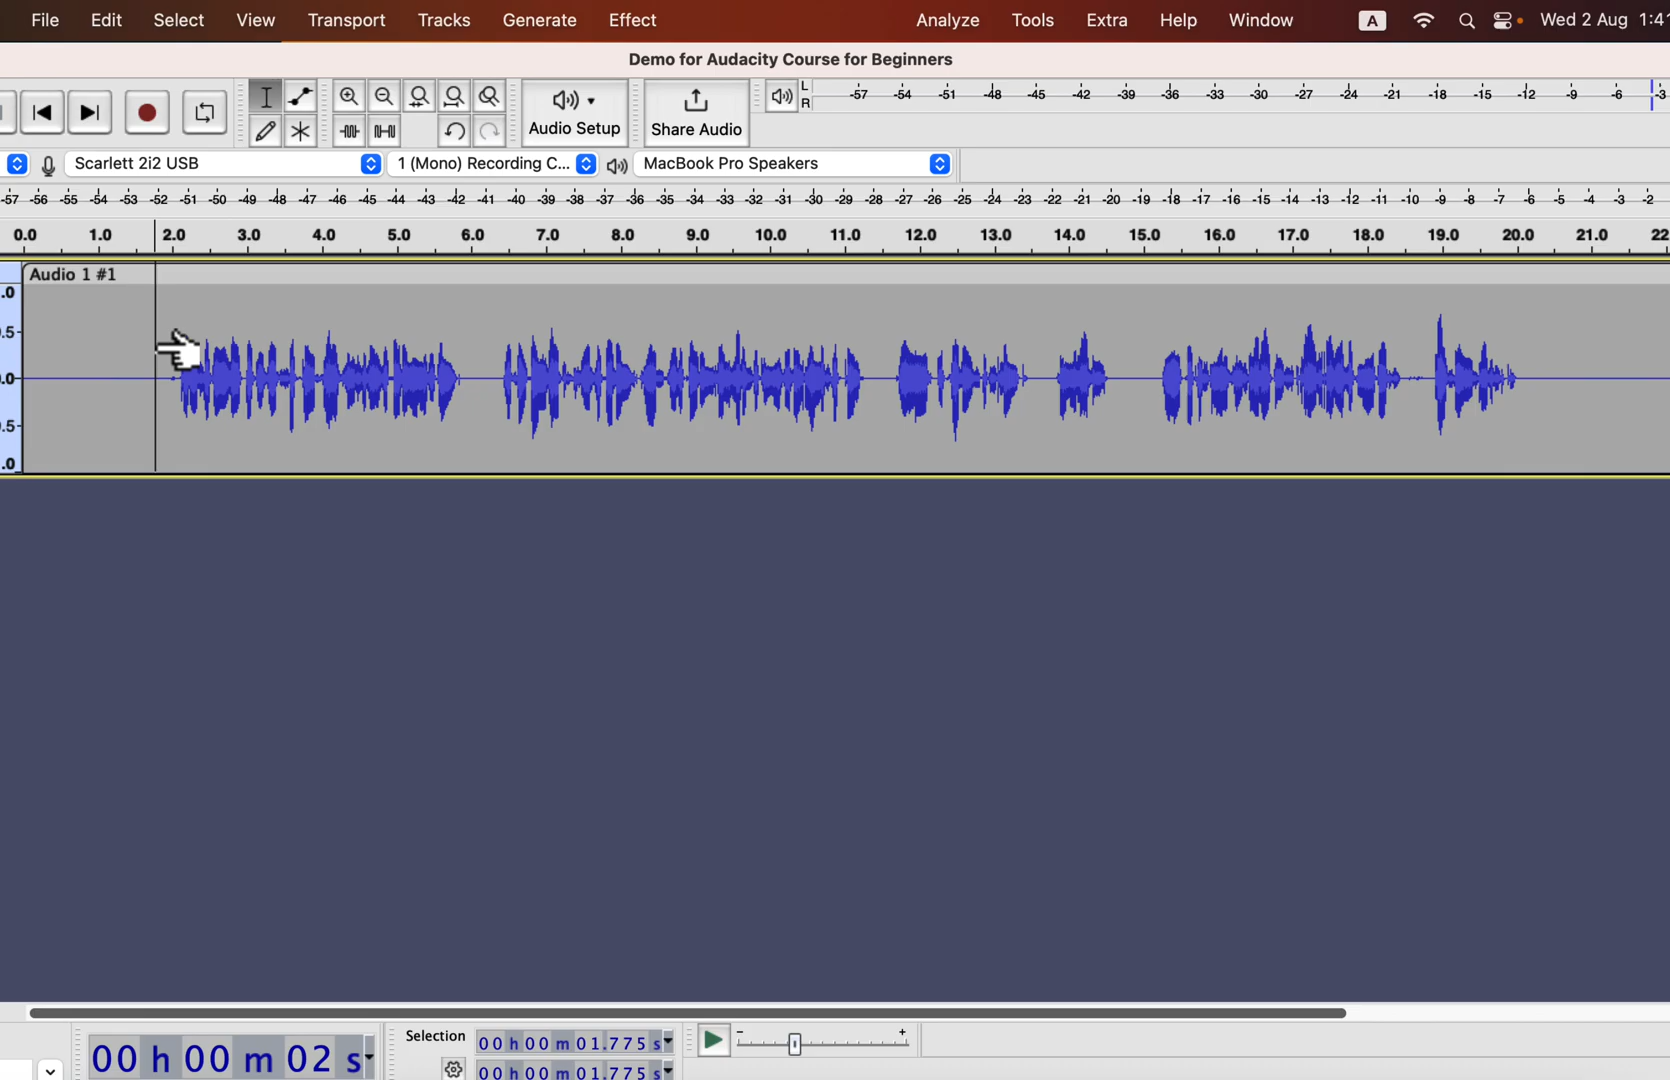 File Edit Select View Transport Tracks Generate Effect Analyze Tools Extra Help Window A Wed 2 Aug
Demo for Audacity Course for Beginners
L
-57 -54 -51 -48 -45 -42 -39 -36 -33 -30 -27 -24 -21 -18 -15 -12 -9 -6 -3
R
Audio Setup Share Audio
Scarlett 2i2 USB 1 (Mono) Recording C... MacBook Pro Speakers
-57 -56 -55 -54 -53 -52 -51 -50 -49 -48 -47 -46 -45 -44 -43 -42 -41 -40 -39 -38 -37 -36 -35 -34 -33 -32 -31 -30 -29 -28 -27 -26 -25 -24 -23 -22 -21 -20 -19 -18 -17 -16 -15 -14 -13 -12 -11 -10 -9 -8 -7 -6 -5 -4 -3 -2
0.0 1.0 2.0 3.0 4.0 5.0 6.0 7.0 8.0 9.0 10.0 11.0 12.0 13.0 14.0 15.0 16.0 17.0 18.0 19.0 20.0 21.0 22
Audio 1 #1
.0
.5-
.0-
.5-
.0
Selection 00 h 00 m 01.775 s - +
00 h 00 m 02 s
00 h 00 m 01.775 s